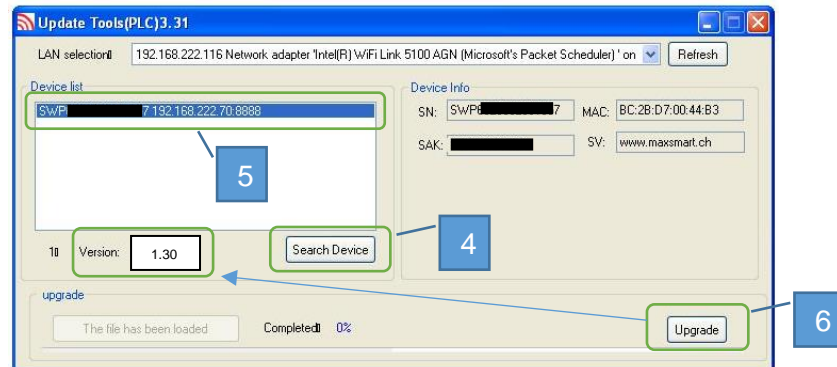 Update Tools(PLC)3.31
LAN selection 192.168.222.116 Network adapter 'Intel(R) WiFi Link 5100 AGN (Microsoft's Packet Scheduler) ' on Refresh
Device list
SWP 7 192.168.222.70:8888
5
1 Version: 1.30
Search Device
4
Device Info
SN: SWP 7 MAC: BC:2B:D7:00:44:B3
SAK: SV: www.maxsmart.ch
upgrade
The file has been loaded Completed 0% Upgrade
6